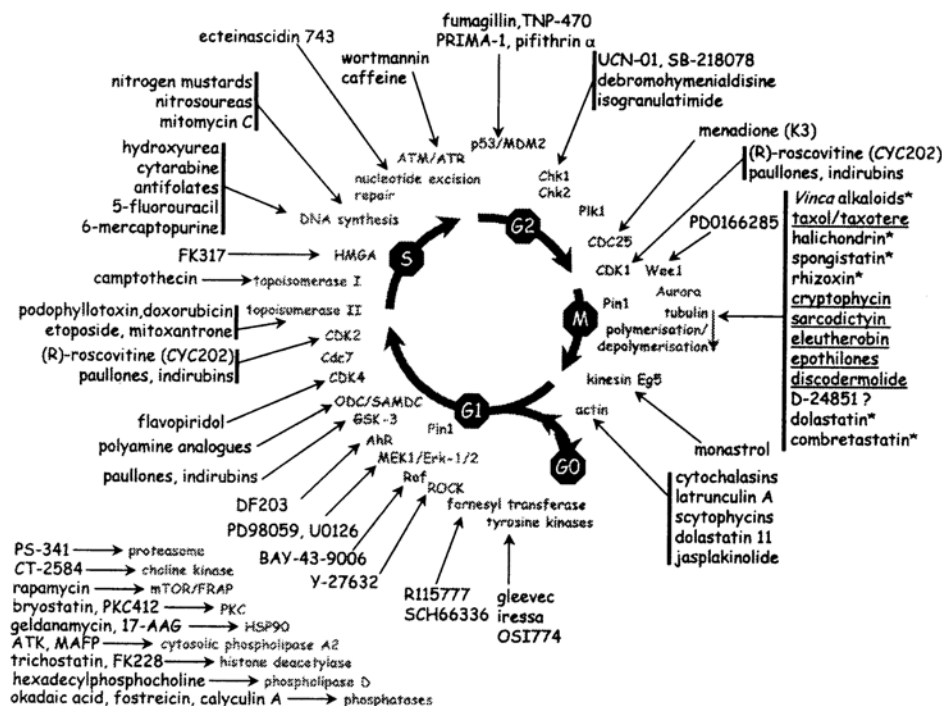 fumagillin,TNP-470
PRIMA-1, pifithrin α
ecteinascidin 743
wortmannin
caffeine
UCN-01, SB-218078
debromohymenialdisine
isogranulatimide
nitrogen mustards
nitrosoureas
mitomycin C
menadione (K3)
(R)-roscovitine (CYC202)
paullones, indirubins
hydroxyurea
cytarabine
antifolates
5-fluorouracil
6-mercaptopurine
p53/MDM2
ATM/ATR
nucleotide excision
repair
DNA synthesis
Chk1
Chk2
Plk1
CDC25
PD0166285
CDK1
Wee1
Vinca alkaloids*
taxol/taxotere
halichondrin*
spongistatin*
rhizoxin*
cryptophycin
sarcodictyin
eleutherobin
epothilones
discodermolide
D-24851 ?
dolastatin*
combretastatin*
G2
S
M
G1
G0
FK317
HMGA
camptothecin
topoisomerase I
podophyllotoxin,doxorubicin
etoposide, mitoxantrone
topoisomerase II
(R)-roscovitine (CYC202)
paullones, indirubins
CDK2
Cdc7
CDK4
Aurora
Pin1
tubulin
polymerisation/
depolymerisation
kinesin Eg5
actin
monastrol
flavopiridol
polyamine analogues
ODC/SAMDC
GSK-3
Pin1
paullones, indirubins
AhR
MEK1/Erk-1/2
Raf
ROCK
farnesyl transferase
tyrosine kinases
DF203
PD98059, U0126
BAY-43-9006
Y-27632
R115777
SCH66336
gleevec
iressa
OSI774
cytochalasins
latrunculin A
scytophycins
dolastatin 11
jasplakinolide
PS-341 proteasome
CT-2584 choline kinase
rapamycin mTOR/FRAP
bryostatin, PKC412 PKC
geldanamycin, 17-AAG HSP90
ATK, MAFP cytosolic phospholipase A2
trichostatin, FK228 histone deacetylase
hexadecylphosphocholine phospholipase D
okadaic acid, fostreicin, calyculin A phosphatases